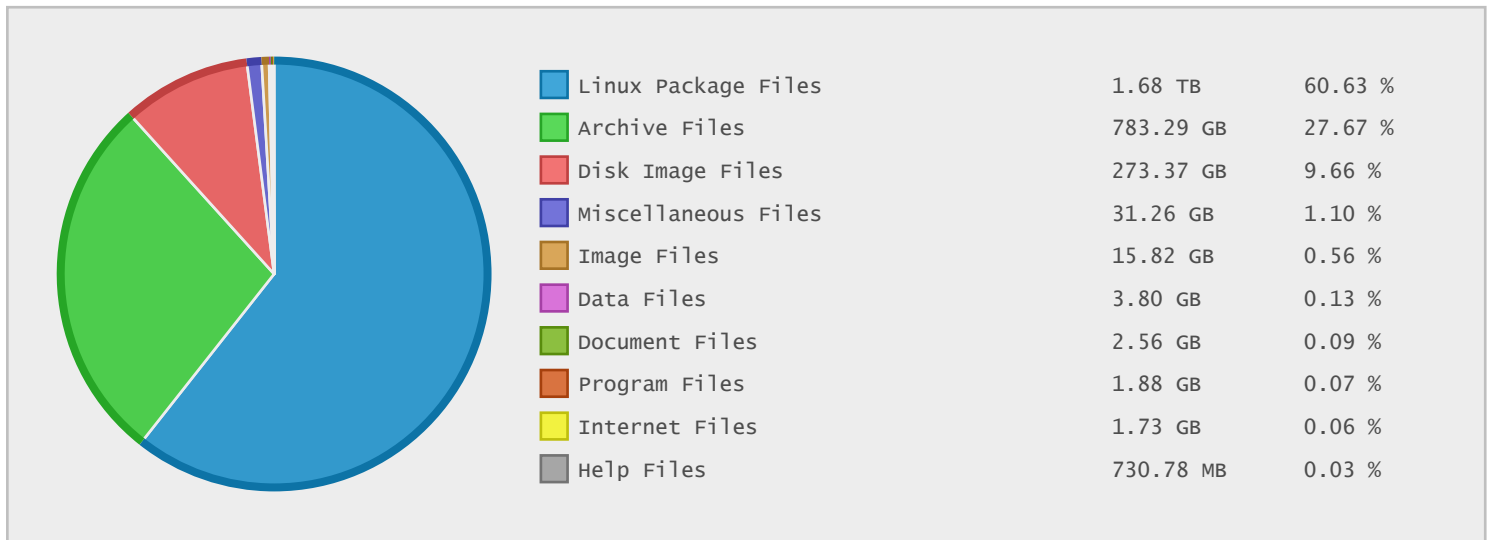 Linux Package Files 1.68 TB 60.63 %
Archive Files 783.29 GB 27.67 %
Disk Image Files 273.37 GB 9.66 %
Miscellaneous Files 31.26 GB 1.10 %
Image Files 15.82 GB 0.56 %
Data Files 3.80 GB 0.13 %
Document Files 2.56 GB 0.09 %
Program Files 1.88 GB 0.07 %
Internet Files 1.73 GB 0.06 %
Help Files 730.78 MB 0.03 %